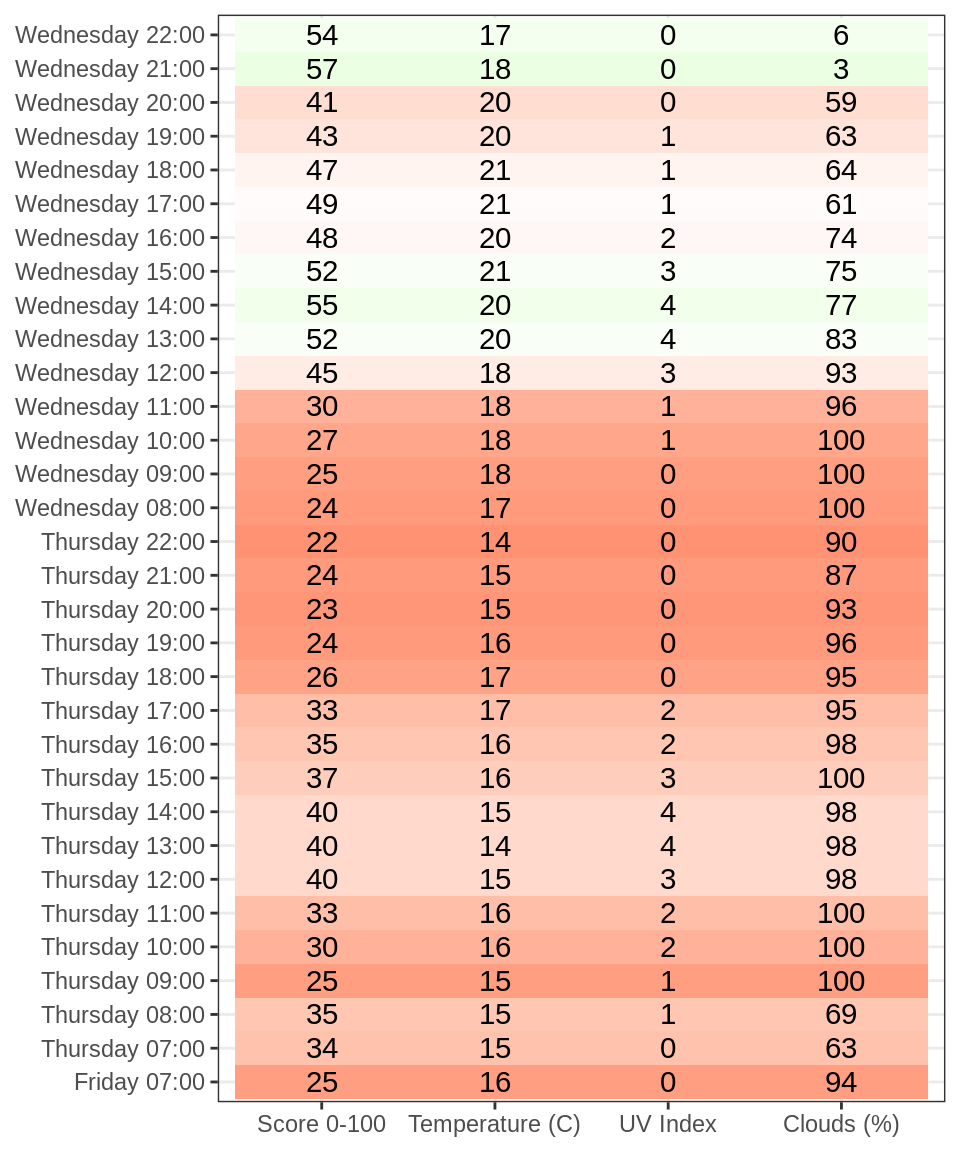 Wednesday 22:00 54 17 0 6
Wednesday 21:00 57 18 0 3
Wednesday 20:00 41 20 0 59
Wednesday 19:00 43 20 1 63
Wednesday 18:00 47 21 1 64
Wednesday 17:00 49 21 1 61
Wednesday 16:00 48 20 2 74
Wednesday 15:00 52 21 3 75
Wednesday 14:00 55 20 4 77
Wednesday 13:00 52 20 4 83
Wednesday 12:00 45 18 3 93
Wednesday 11:00 30 18 1 96
Wednesday 10:00 27 18 1 100
Wednesday 09:00 25 18 0 100
Wednesday 08:00 24 17 0 100
Thursday 22:00 22 14 0 90
Thursday 21:00 24 15 0 87
Thursday 20:00 23 15 0 93
Thursday 19:00 24 16 0 96
Thursday 18:00 26 17 0 95
Thursday 17:00 33 17 2 95
Thursday 16:00 35 16 2 98
Thursday 15:00 37 16 3 100
Thursday 14:00 40 15 4 98
Thursday 13:00 40 14 4 98
Thursday 12:00 40 15 3 98
Thursday 11:00 33 16 2 100
Thursday 10:00 30 16 2 100
Thursday 09:00 25 15 1 100
Thursday 08:00 35 15 1 69
Thursday 07:00 34 15 0 63
Friday 07:00 25 16 0 94
Score 0-100 Temperature (C) UV Index Clouds (%)